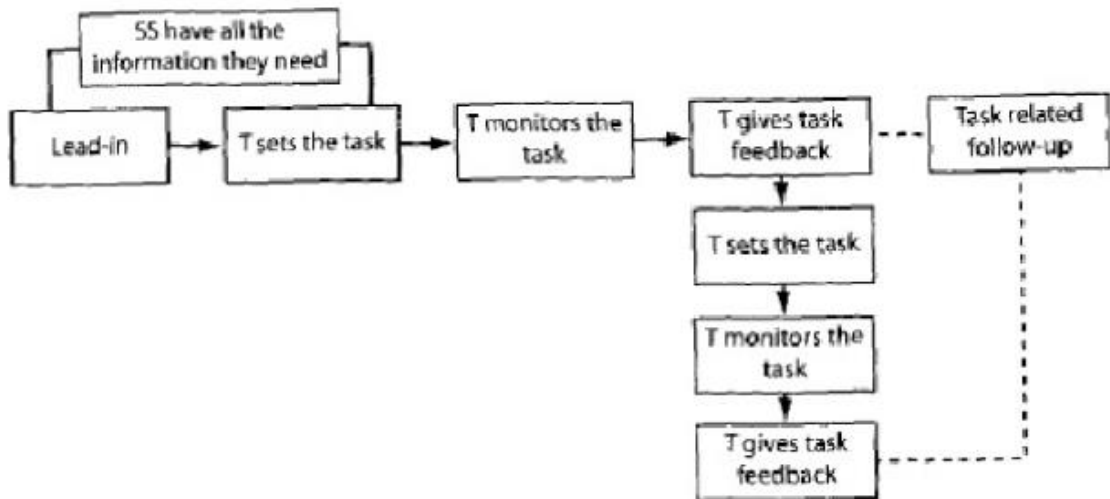 SS have all the
information they need
Lead-in
T sets the task
T monitors the
task
T gives task
feedback
Task related
follow-up
T sets the task
T monitors the
task
T gives task
feedback